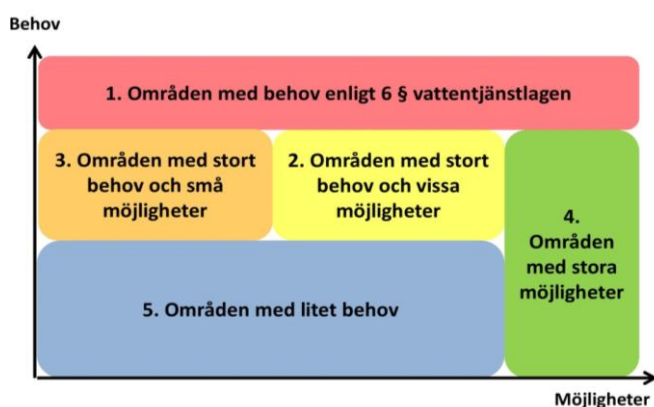 Behov
1. Områden med behov enligt 6 § vattentjänstlagen
3. Områden med stort
behov och små
möjligheter
2. Områden med stort
behov och vissa
möjligheter
4.
Områden
med stora
möjligheter
5. Områden med litet behov
Möjligheter